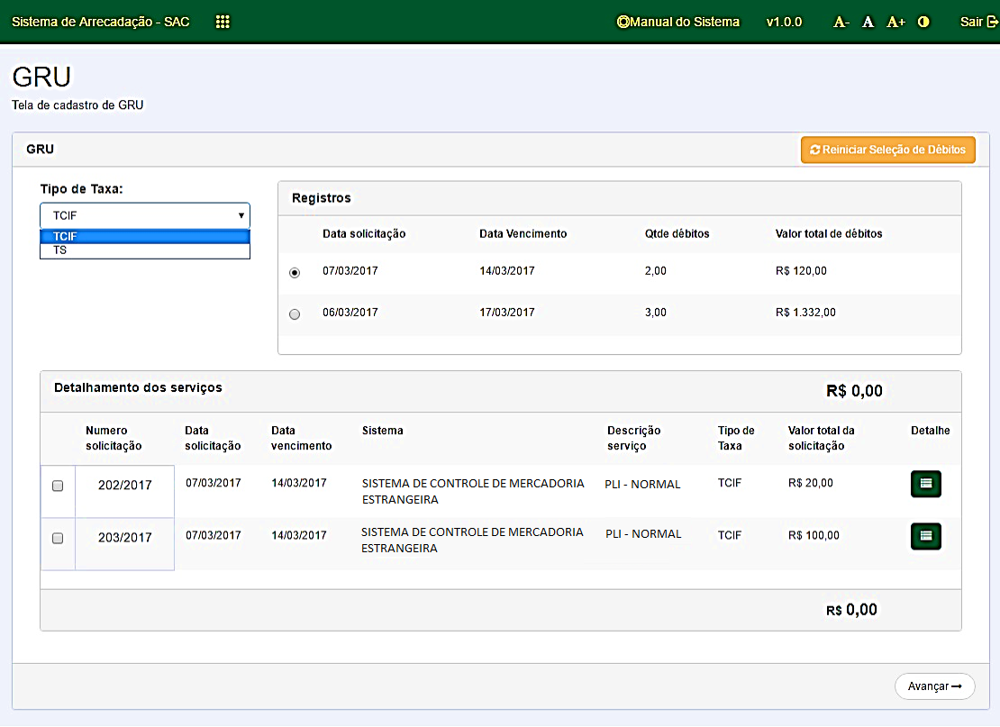 Sistema de Arrecadação - SAC
Manual do Sistema
v1.0.0
A- A A+
Sair
GRU
Tela de cadastro de GRU
GRU
Reiniciar Seleção de Débitos
Tipo de Taxa:
TCIF
TCIF
TS
Registros
Data solicitação Data Vencimento Qtde débitos Valor total de débitos
07/03/2017 14/03/2017 2,00 R$ 120,00
06/03/2017 17/03/2017 3,00 R$ 1.332,00
Detalhamento dos serviços
R$ 0,00
Numero solicitação Data solicitação Data vencimento Sistema Descrição serviço Tipo de Taxa Valor total da solicitação Detalhe
202/2017 07/03/2017 14/03/2017 SISTEMA DE CONTROLE DE MERCADORIA ESTRANGEIRA PLI - NORMAL TCIF R$ 20,00
203/2017 07/03/2017 14/03/2017 SISTEMA DE CONTROLE DE MERCADORIA ESTRANGEIRA PLI - NORMAL TCIF R$ 100,00
R$ 0,00
Avançar